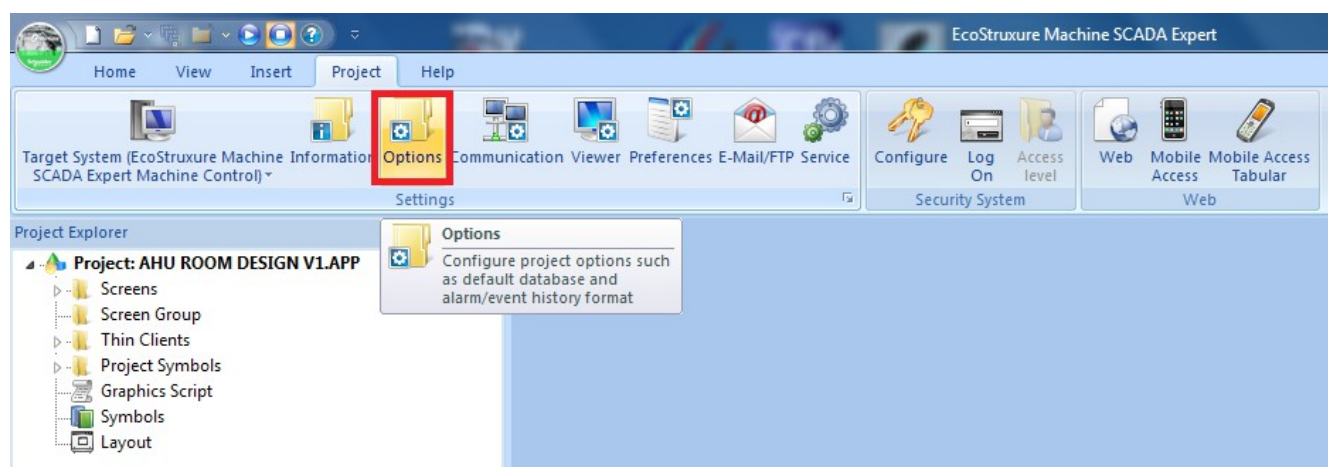 EcoStruxure Machine SCADA Expert
Home View Insert Project Help
Target System (EcoStruxure Machine SCADA Expert Machine Control)
Information
Options
Communication
Viewer
Preferences
E-Mail/FTP
Service
Settings
Configure
Log On
Access level
Security System
Web
Mobile Access
Mobile Access Tabular
Web
Project Explorer
Options
Configure project options such
as default database and
alarm/event history format
Project: AHU ROOM DESIGN V1.APP
Screens
Screen Group
Thin Clients
Project Symbols
Graphics Script
Symbols
Layout